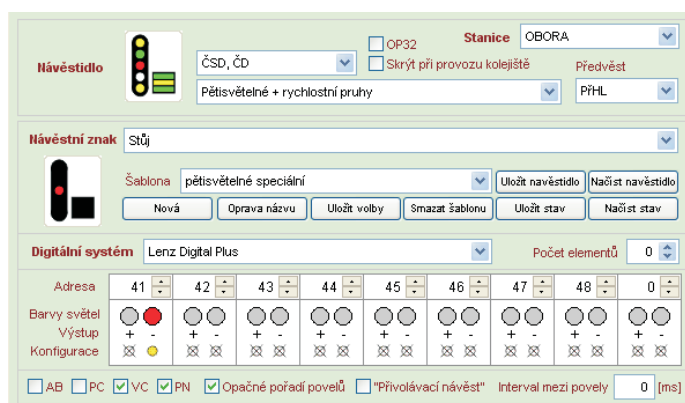 Stanice OBORA
Návěstidlo ČSD, ČD OP32
Skrýt při provozu kolejiště Předvěst
Pětisvětelné + rychlostní pruhy PřHL
Návěstní znak Stůj
Šablona pětisvětelné speciální Uložit navěstidlo Načíst navěstidlo
Nová Oprava názvu Uložit volby Smazat šablonu Uložit stav Načíst stav
Digitální systém Lenz Digital Plus Počet elementů 0
Adresa 41 42 43 44 45 46 47 48 0
Barvy světel
Výstup + - + - + - + - + - + - + - + - + -
Konfigurace
AB PC VC PN Opačné pořadí povelů "Přivolávací návěst" Interval mezi povely 0 [ms]